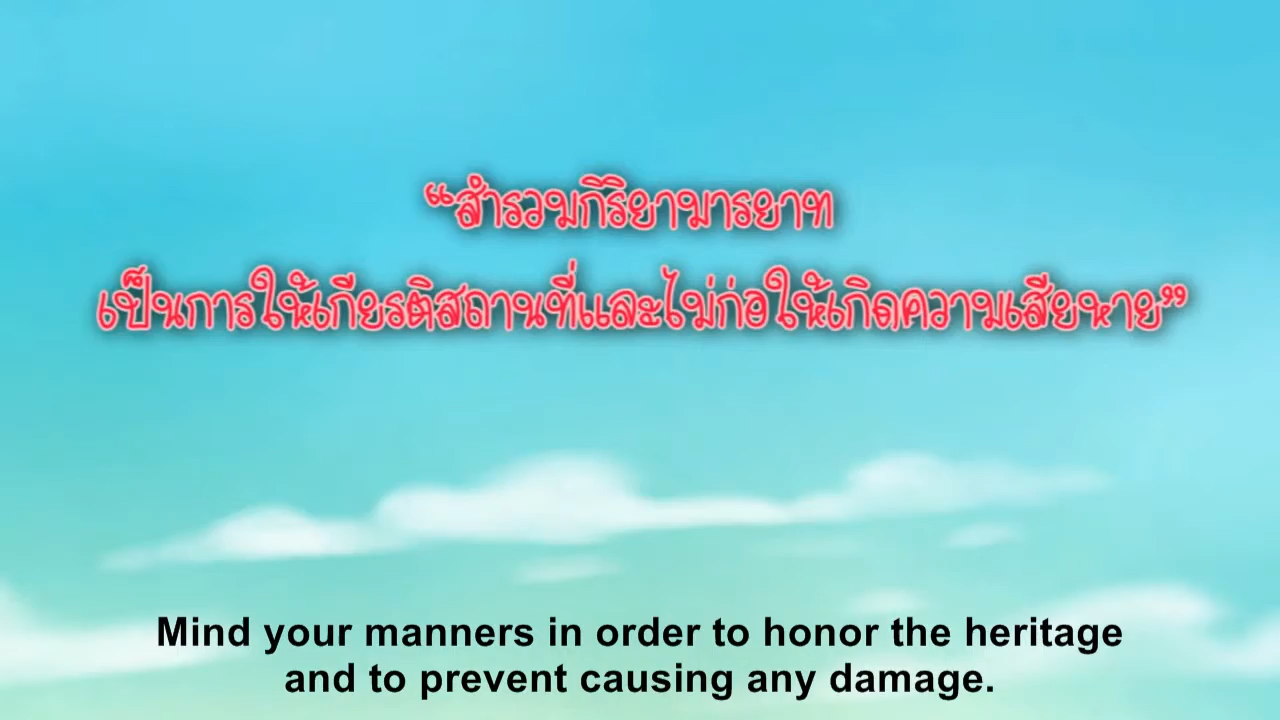 “สำรวมกิริยามารยาท
เป็นการให้เกียรติสถานที่และไม่ก่อให้เกิดความเสียหาย”
Mind your manners in order to honor the heritage
and to prevent causing any damage.